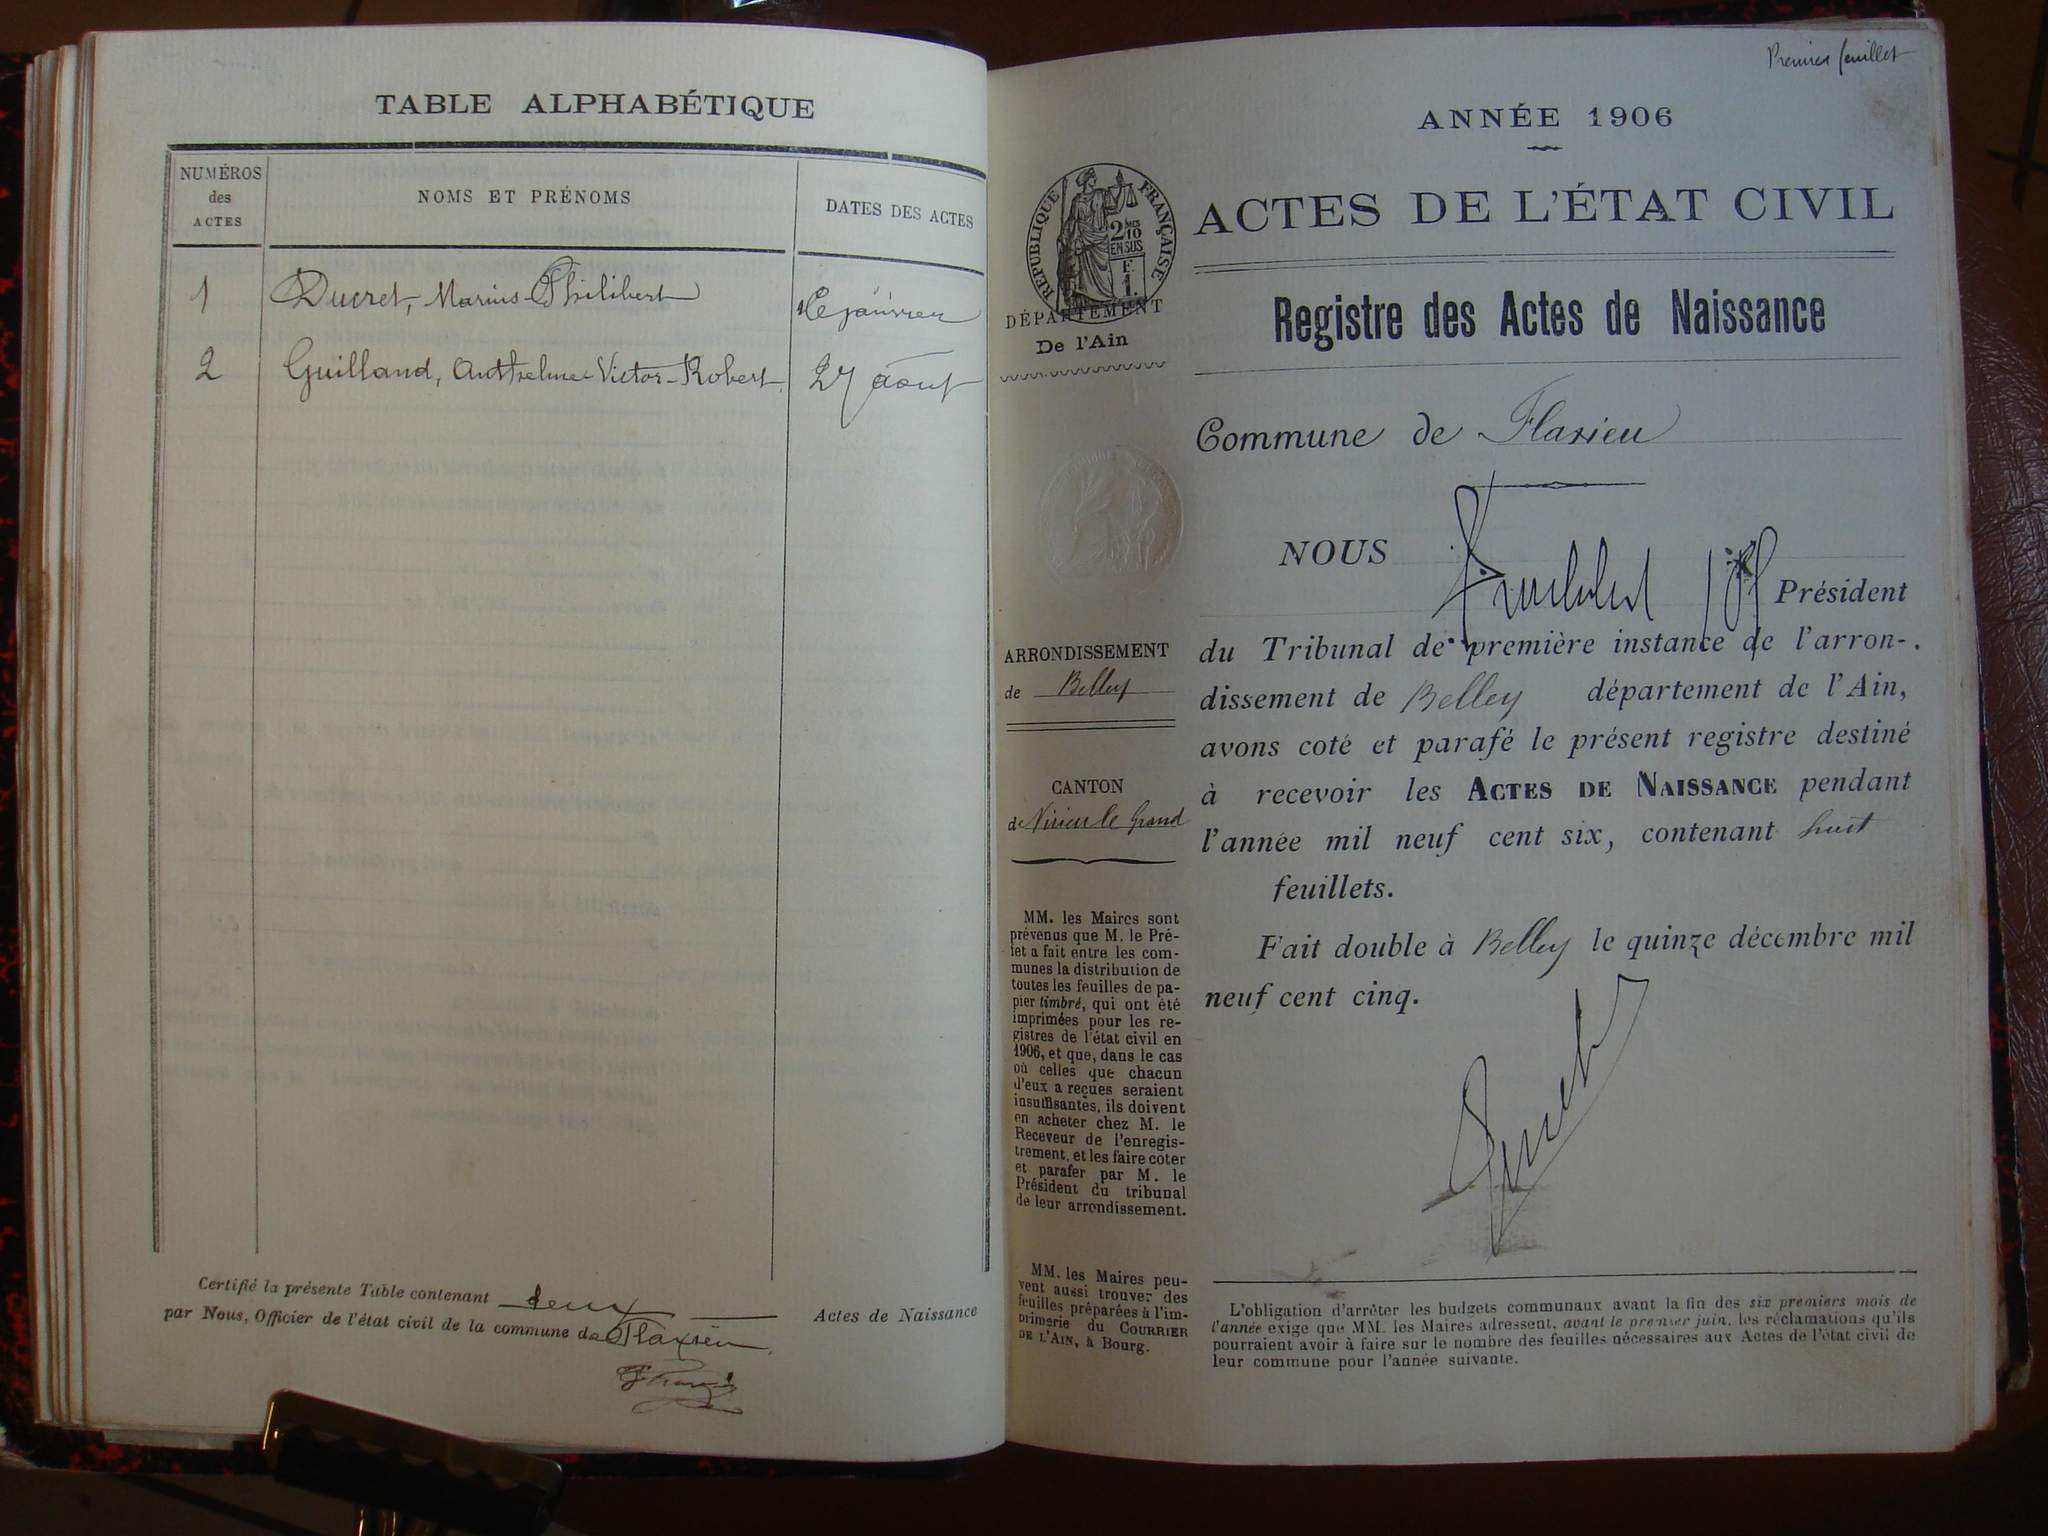 TABLE ALPHABÉTIQUE
NUMÉROS des ACTES
NOMS ET PRÉNOMS
DATES DES ACTES
1 Ducret, Marius-Philibert janvier
2 Guilland, Anthelme-Victor-Robert 27 aout
Certifié la présente Table contenant deux Actes de Naissance
par Nous, Officier de l'état civil de la commune de Flaxieu
Premier feuillet
ANNÉE 1906
RÉPUBLIQUE FRANÇAISE
2 10
EN SUS
F.
1.
DÉPARTEMENT
De l'Ain
ACTES DE L'ÉTAT CIVIL
Registre des Actes de Naissance
Commune de Flaxieu
NOUS Président
du Tribunal de première instance de l'arron-
dissement de Belley département de l'Ain,
avons coté et parafé le présent registre destiné
à recevoir les ACTES DE NAISSANCE pendant
l'année mil neuf cent six, contenant huit
feuillets.
Fait double à Belley le quinze décembre mil
neuf cent cinq.
ARRONDISSEMENT
de Belley
CANTON
de Virieu le Grand
MM. les Maires sont
prévenus que M. le Pré-
fet a fait entre les com-
munes la distribution de
toutes les feuilles de pa-
pier timbré, qui ont été
imprimées pour les re-
gistres de l'état civil en
1906, et que, dans le cas
où celles que chacun
d'eux a reçues seraient
insuffisantes, ils doivent
en acheter chez M. le
Receveur de l'enregis-
trement, et les faire coter
et parafer par M. le
Président du tribunal
de leur arrondissement.
MM. les Maires peu-
vent aussi trouver des
feuilles préparées à l'im-
primerie du COURRIER
DE L'AIN, à Bourg.
L'obligation d'arrêter les budgets communaux avant la fin des six premiers mois de
l'année exige que MM. les Maires adressent, avant le premier juin, les réclamations qu'ils
pourraient avoir à faire sur le nombre des feuilles nécessaires aux Actes de l'état civil de
leur commune pour l'année suivante.